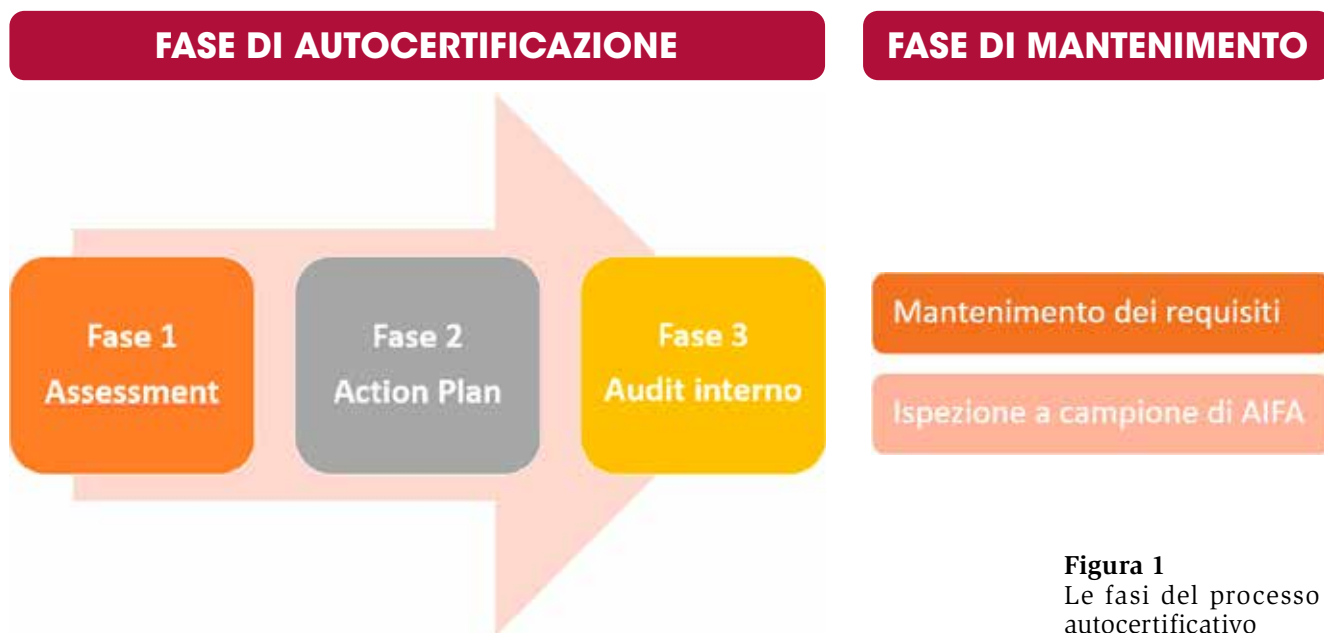 FASE DI AUTOCERTIFICAZIONE
FASE DI MANTENIMENTO
Fase 1
Assessment
Fase 2
Action Plan
Fase 3
Audit interno
Mantenimento dei requisiti
Ispezione a campione di AIFA
Figura 1
Le fasi del processo
autocertificativo